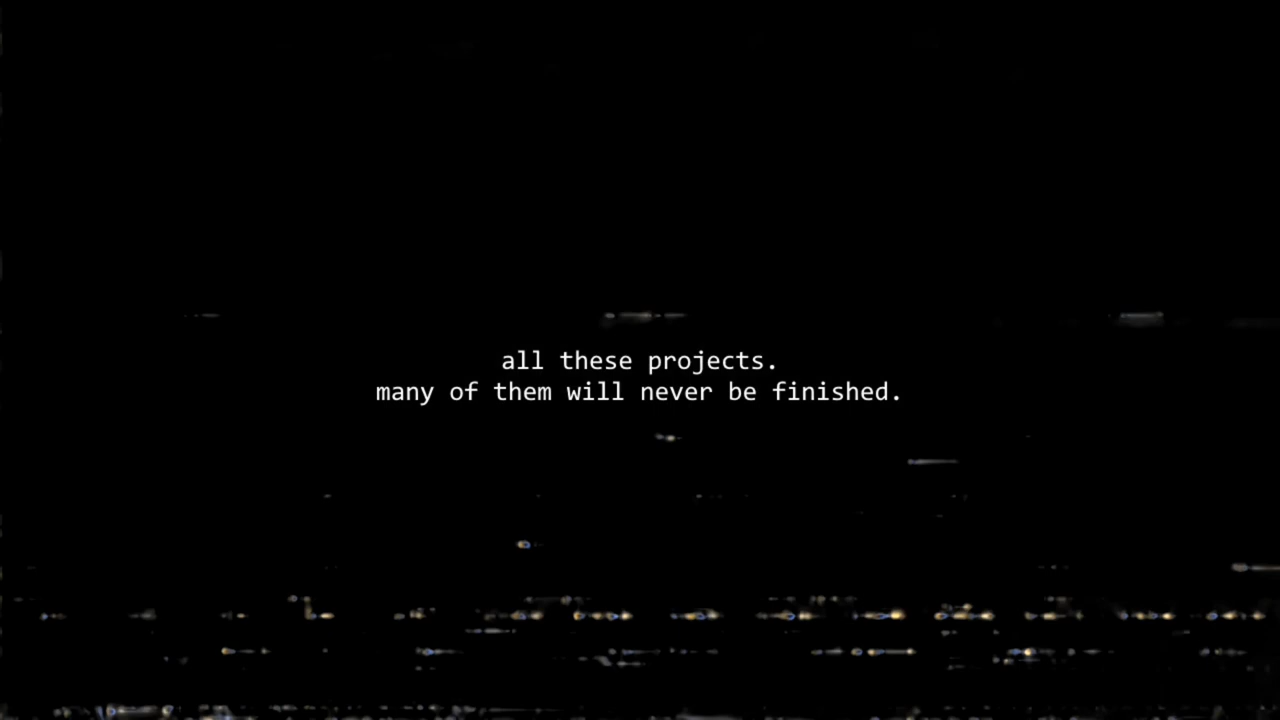 all these projects.
many of them will never be finished.